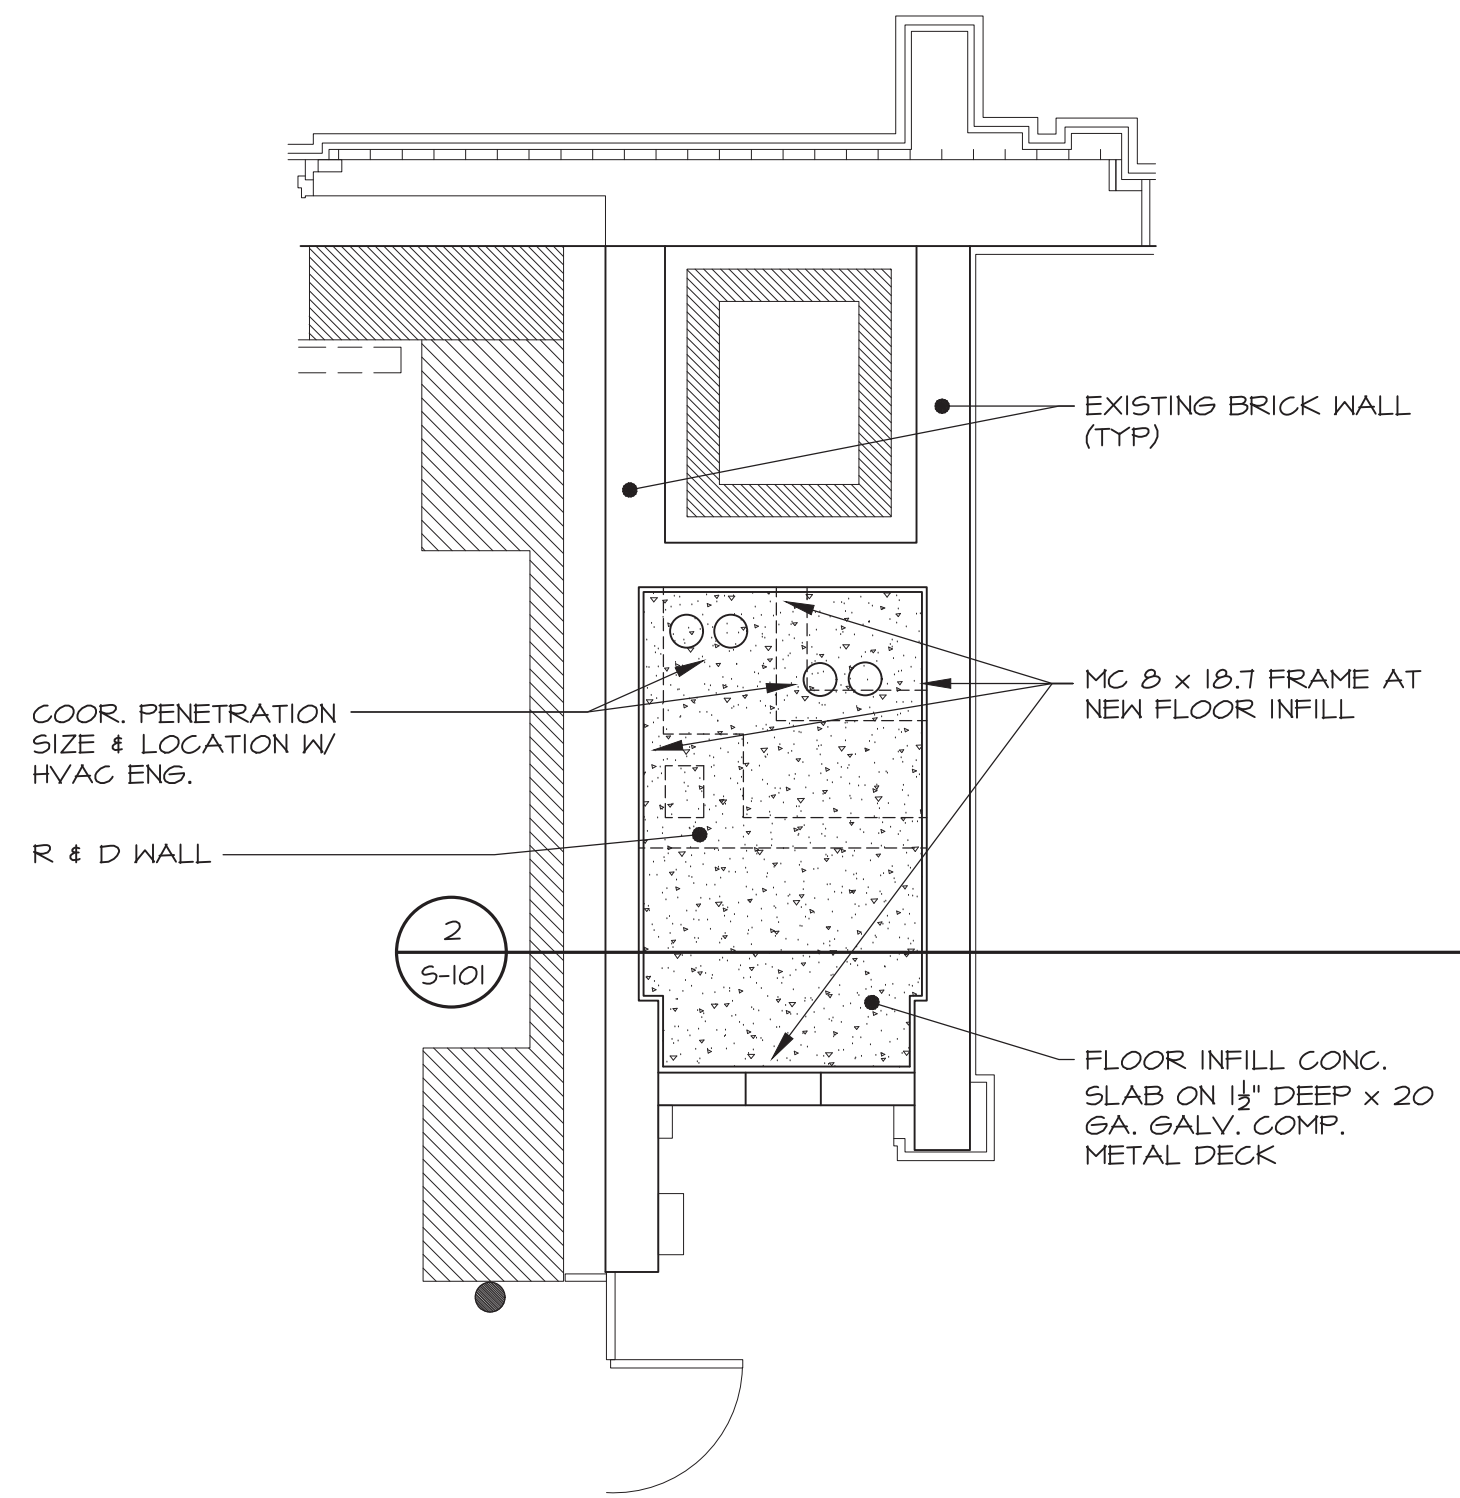 EXISTING BRICK WALL
(TYP)
MC 8 x 18.7 FRAME AT
NEW FLOOR INFILL
COOR. PENETRATION
SIZE & LOCATION W/
HVAC ENG.
R & D WALL
2
S-101
FLOOR INFILL CONC.
SLAB ON 1½" DEEP x 20
GA. GALV. COMP.
METAL DECK